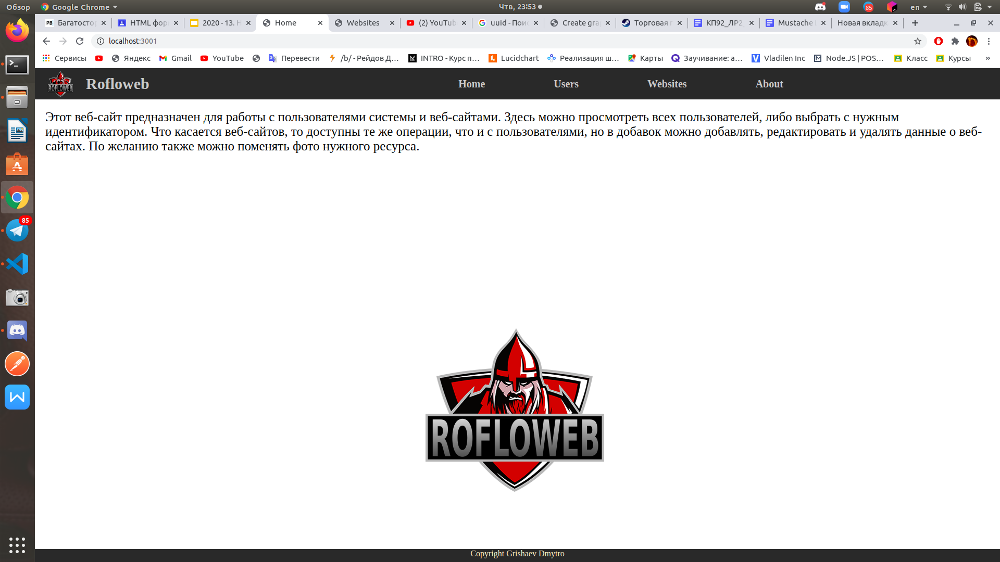 Обзор Google Chrome Чтв, 23:53 85 en
Багатостор HTML фор 2020 - 13. Home Websites (2) YouTub uuid - Поис Create gra Торговая КП92_ЛР2 Mustache Новая вкладк
localhost:3001
Сервисы Яндекс Gmail YouTube Перевести /b/ - Рейдов Д… INTRO - Курс п… Lucidchart Реализация ш… Карты Заучивание: а… Vladilen Inc Node.JS | POS… Класс Курсы »
ROFLOWEB Rofloweb Home Users Websites About
Этот веб-сайт предназначен для работы с пользователями системы и веб-сайтами. Здесь можно просмотреть всех пользователей, либо выбрать с нужным
идентификатором. Что касается веб-сайтов, то доступны те же операции, что и с пользователями, но в добавок можно добавлять, редактировать и удалять данные о веб-
сайтах. По желанию также можно поменять фото нужного ресурса.
85
ROFLOWEB
Copyright Grishaev Dmytro